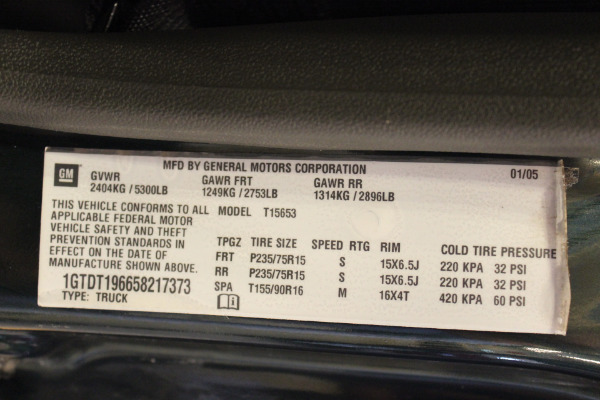 MFD BY GENERAL MOTORS CORPORATION 01/05
GM GVWR GAWR FRT GAWR RR
2404KG / 5300LB 1249KG / 2753LB 1314KG / 2896LB
THIS VEHICLE CONFORMS TO ALL MODEL T15653
APPLICABLE FEDERAL MOTOR
VEHICLE SAFETY AND THEFT
PREVENTION STANDARDS IN
EFFECT ON THE DATE OF
MANUFACTURE SHOWN ABOVE.
1GTDT196658217373
TYPE: TRUCK
TPGZ TIRE SIZE SPEED RTG RIM COLD TIRE PRESSURE
FRT P235/75R15 S 15X6.5J 220 KPA 32 PSI
RR P235/75R15 S 15X6.5J 220 KPA 32 PSI
SPA T155/90R16 M 16X4T 420 KPA 60 PSI